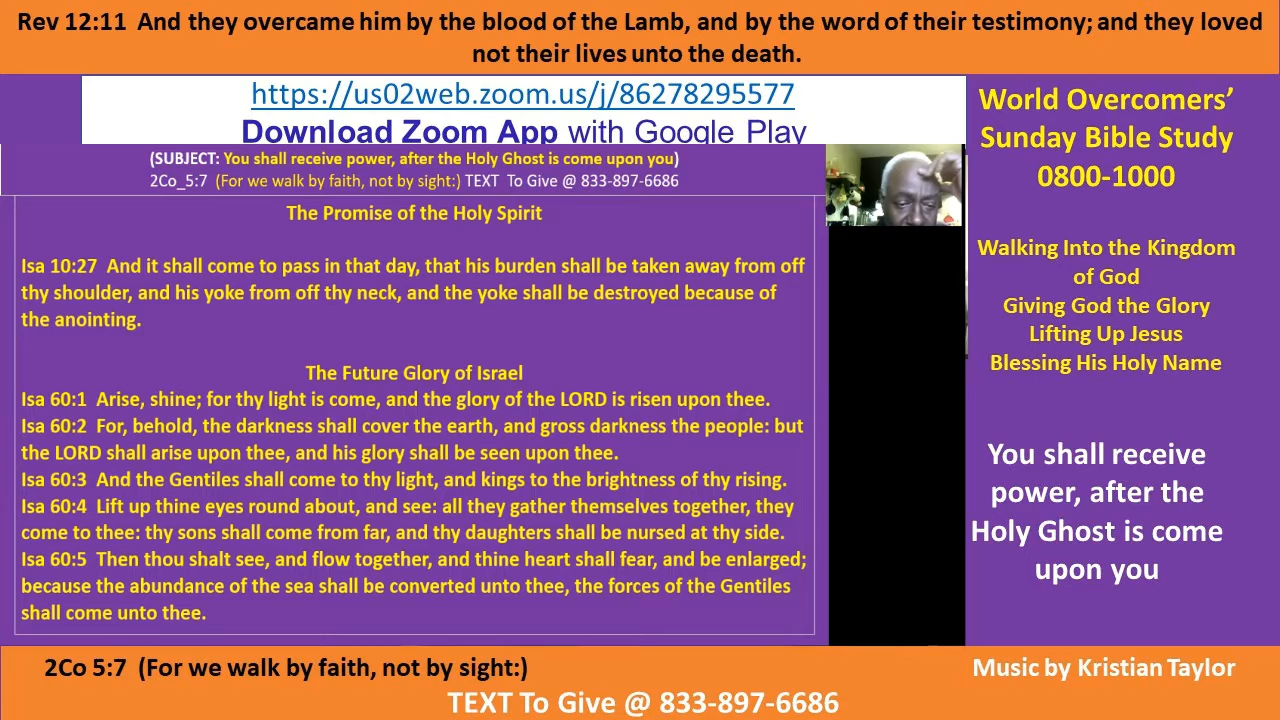 Rev 12:11  And they overcame him by the blood of the Lamb, and by the word of their testimony; and they loved
not their lives unto the death.
https://us02web.zoom.us/j/86278295577
Download Zoom App with Google Play
(SUBJECT: You shall receive power, after the Holy Ghost is come upon you)
2Co_5:7  (For we walk by faith, not by sight:) TEXT  To Give @ 833-897-6686
The Promise of the Holy Spirit
Isa 10:27  And it shall come to pass in that day, that his burden shall be taken away from off
thy shoulder, and his yoke from off thy neck, and the yoke shall be destroyed because of
the anointing.
The Future Glory of Israel
Isa 60:1  Arise, shine; for thy light is come, and the glory of the LORD is risen upon thee.
Isa 60:2  For, behold, the darkness shall cover the earth, and gross darkness the people: but
the LORD shall arise upon thee, and his glory shall be seen upon thee.
Isa 60:3  And the Gentiles shall come to thy light, and kings to the brightness of thy rising.
Isa 60:4  Lift up thine eyes round about, and see: all they gather themselves together, they
come to thee: thy sons shall come from far, and thy daughters shall be nursed at thy side.
Isa 60:5  Then thou shalt see, and flow together, and thine heart shall fear, and be enlarged;
because the abundance of the sea shall be converted unto thee, the forces of the Gentiles
shall come unto thee.
World Overcomers’
Sunday Bible Study
0800-1000
Walking Into the Kingdom
of God
Giving God the Glory
Lifting Up Jesus
Blessing His Holy Name
You shall receive
power, after the
Holy Ghost is come
upon you
2Co 5:7  (For we walk by faith, not by sight:)
Music by Kristian Taylor
TEXT To Give @ 833-897-6686